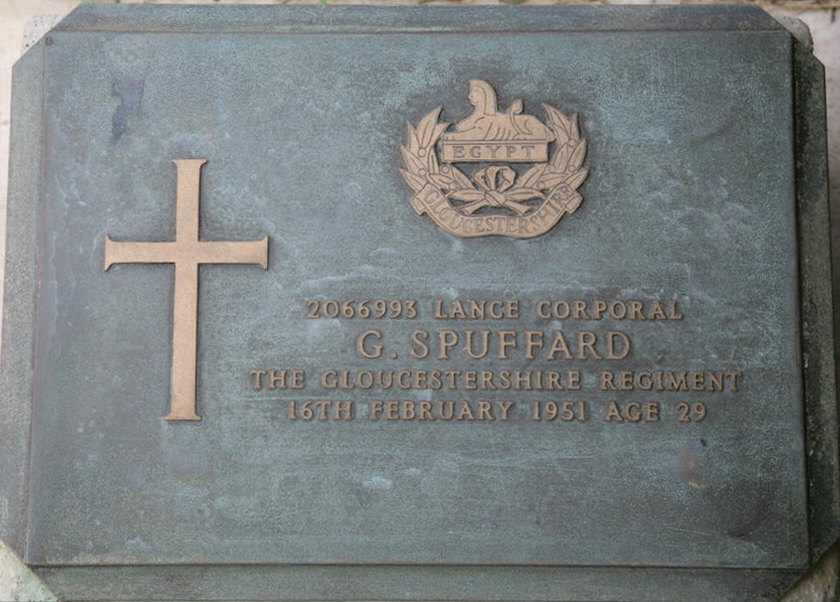 EGYPT
GLOUCESTERSHIRE
2066993 LANCE CORPORAL
G. SPUFFARD
THE GLOUCESTERSHIRE REGIMENT
16TH FEBRUARY 1951 AGE 29